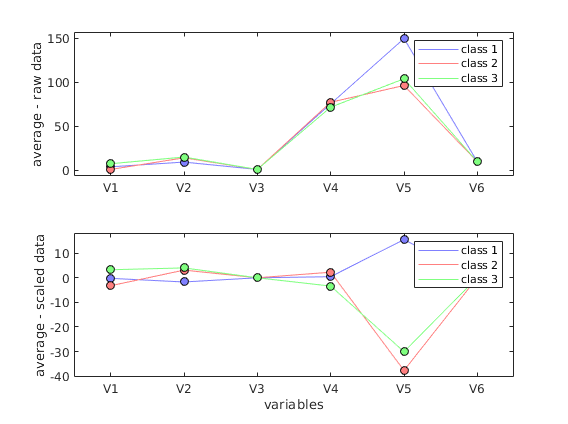 average - raw data
150
100
50
0
class 1
class 2
class 3
V1 V2 V3 V4 V5 V6
average - scaled data
10
0
-10
-20
-30
-40
class 1
class 2
class 3
V1 V2 V3 V4 V5 V6
variables